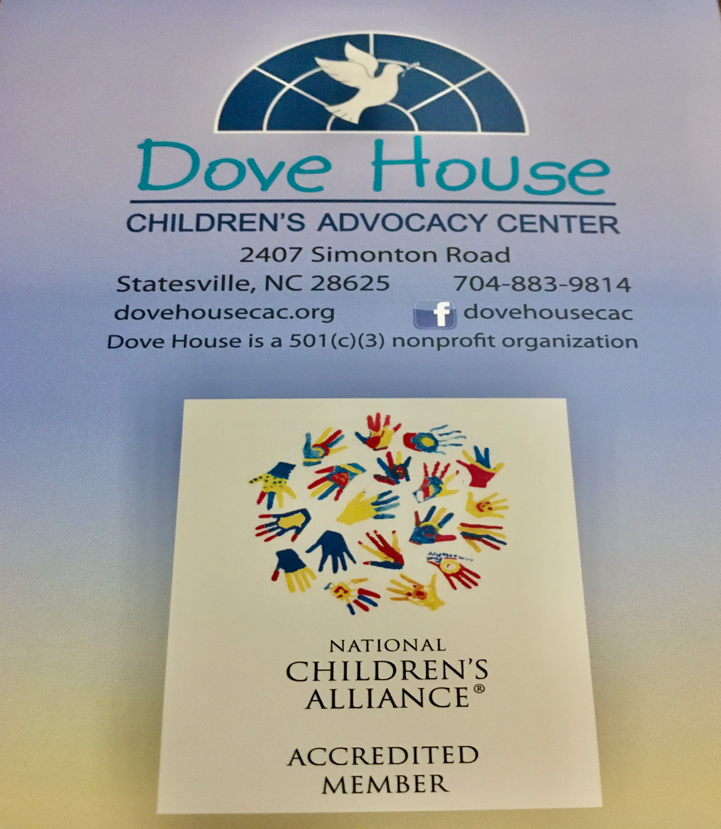 Dove House
CHILDREN'S ADVOCACY CENTER
2407 Simonton Road
Statesville, NC 28625 704-883-9814
dovehousecac.org f dovehousecac
Dove House is a 501(c)(3) nonprofit organization
NATIONAL
CHILDREN'S
ALLIANCE®
ACCREDITED
MEMBER